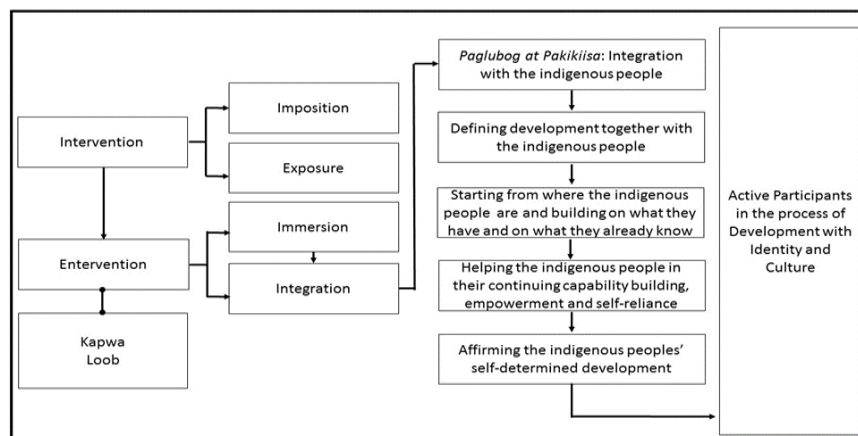 Intervention
Imposition
Exposure
Entervention
Immersion
Integration
Kapwa
Loob
Paglubog at Pakikiisa: Integration
with the indigenous people
Defining development together with
the indigenous people
Starting from where the indigenous
people are and building on what they
have and on what they already know
Helping the indigenous people in
their continuing capability building,
empowerment and self-reliance
Affirming the indigenous peoples'
self-determined development
Active Participants
in the process of
Development with
Identity and
Culture